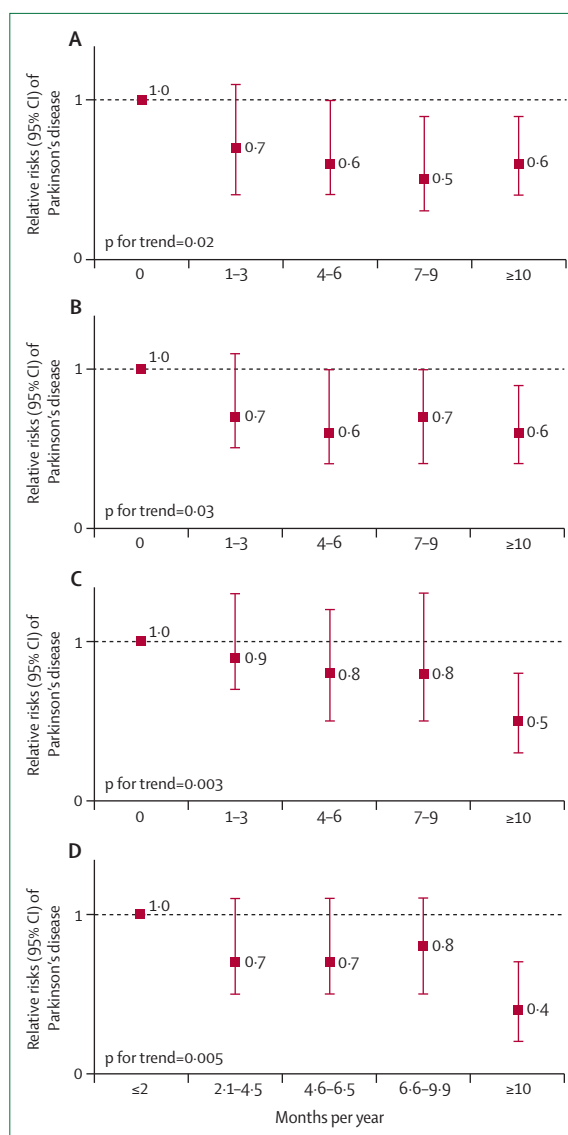 A
Relative risks (95% CI) of
Parkinson's disease
1
0
1·0
0·7
0·6
0·5
0·6
p for trend=0·02
0 1–3 4–6 7–9 ≥10
B
Relative risks (95% CI) of
Parkinson's disease
1
0
1·0
0·7
0·6
0·7
0·6
p for trend=0·03
0 1–3 4–6 7–9 ≥10
C
Relative risks (95% CI) of
Parkinson's disease
1
0
1·0
0·9
0·8
0·8
0·5
p for trend=0·003
0 1–3 4–6 7–9 ≥10
D
Relative risks (95% CI) of
Parkinson's disease
1
0
1·0
0·7
0·7
0·8
0·4
p for trend=0·005
≤2 2·1–4·5 4·6–6·5 6·6–9·9 ≥10
Months per year